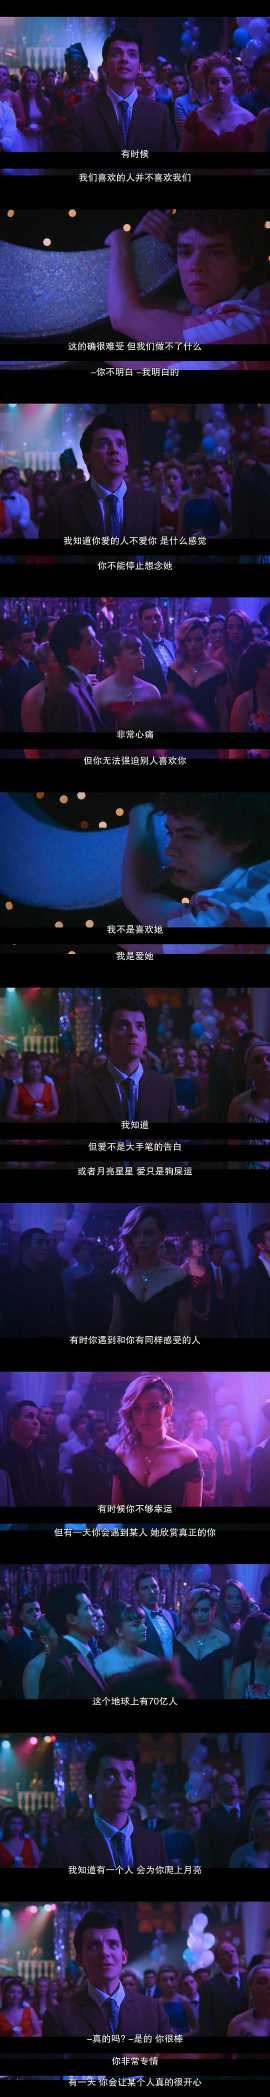 有时候
我们喜欢的人并不喜欢我们
这的确很难受 但我们做不了什么
–你不明白 –我明白的
我知道你爱的人不爱你 是什么感觉
你不能停止想念她
非常心痛
但你无法强迫别人喜欢你
我不是喜欢她
我是爱她
我知道
但爱不是大手笔的告白
或者月亮星星 爱只是狗屎运
有时你遇到和你有同样感受的人
有时候你不够幸运
但有一天你会遇到某人 她欣赏真正的你
这个地球上有70亿人
我知道有一个人 会为你爬上月亮
–真的吗? –是的 你很棒
你非常专情
有一天 你会让某个人真的很开心